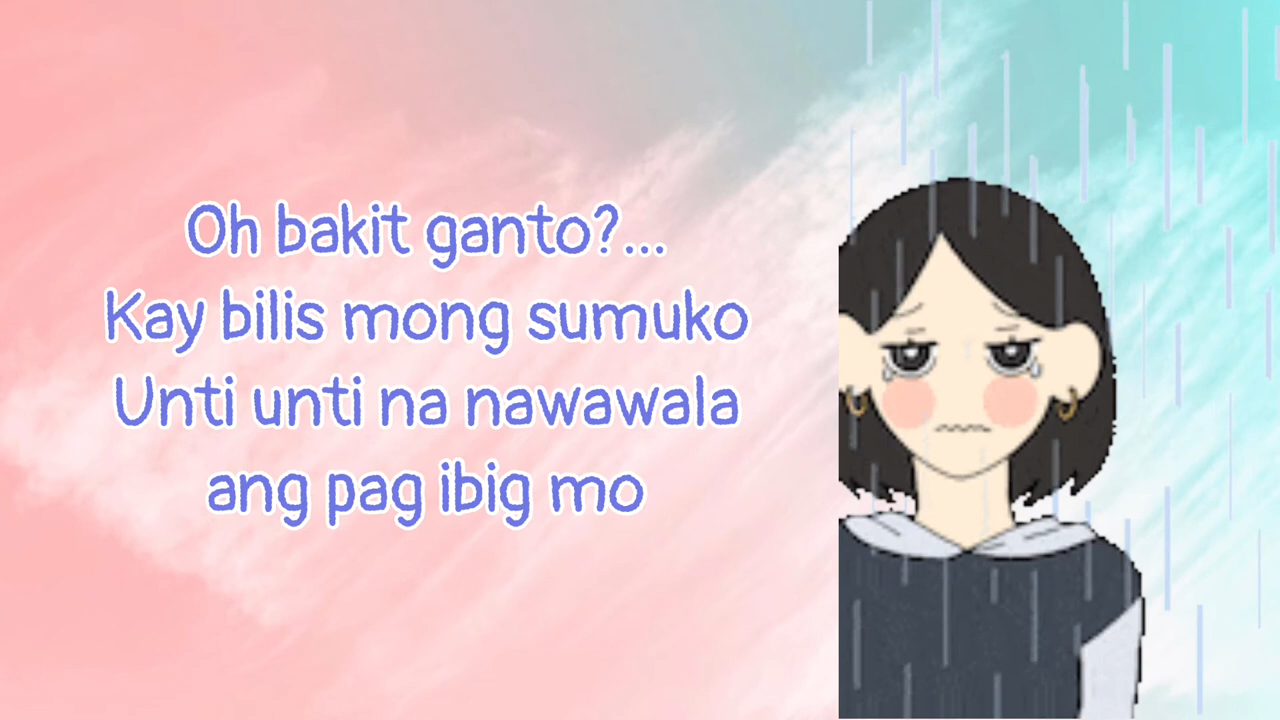 Oh bakit ganto?...
Kay bilis mong sumuko
Unti unti na nawawala
ang pag ibig mo